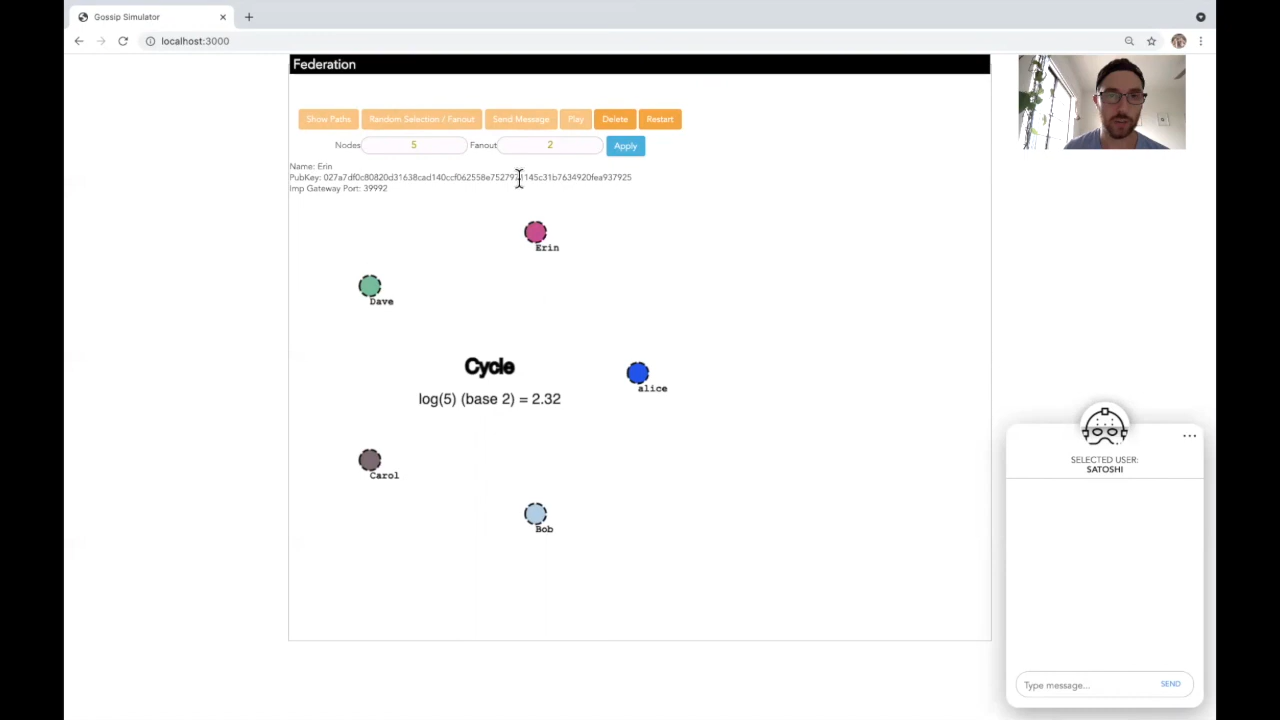 Gossip Simulator
localhost:3000
Federation
Show Paths Random Selection / Fanout Send Message Play Delete Restart
Nodes 5 Fanout 2 Apply
Name: Erin
PubKey: 
Imp Gateway Port: 39992
Erin
Dave
Cycle
alice
log(5) (base 2) = 2.32
Carol
Bob
SELECTED USER:
SATOSHI
Type message... SEND